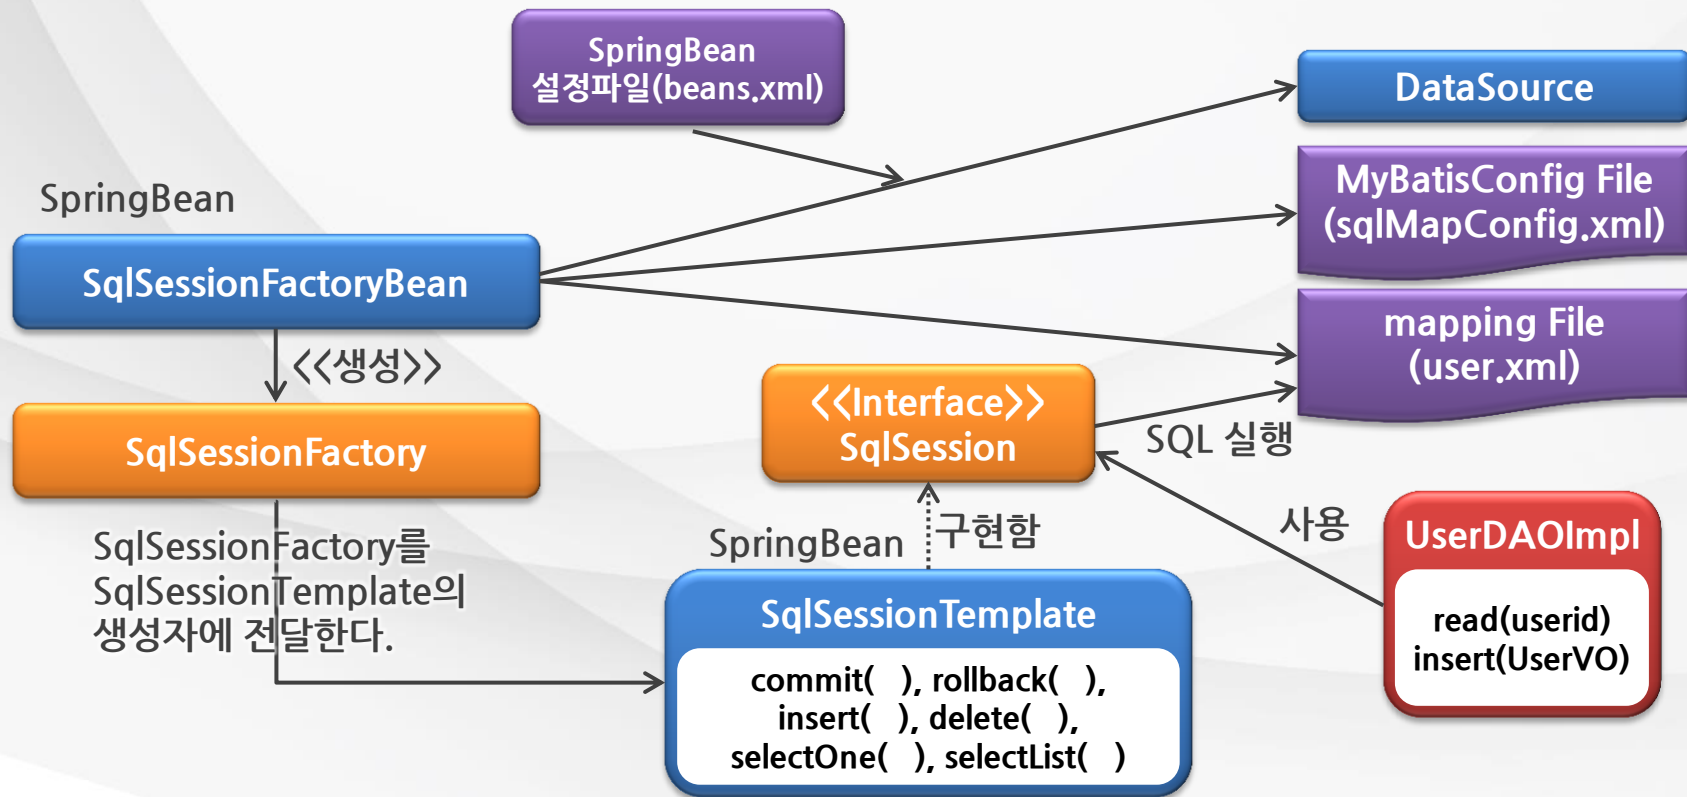 SpringBean
설정파일(beans.xml)
DataSource
MyBatisConfig File
(sqlMapConfig.xml)
SpringBean
SqlSessionFactoryBean
mapping File
(user.xml)
<<생성>>
<<Interface>>
SqlSession
SqlSessionFactory
SQL 실행
사용
SqlSessionFactory를
SqlSessionTemplate의
생성자에 전달한다.
SpringBean
구현함
UserDAOImpl
read(userid)
insert(UserVO)
SqlSessionTemplate
commit( ), rollback( ),
insert( ), delete( ),
selectOne( ), selectList( )